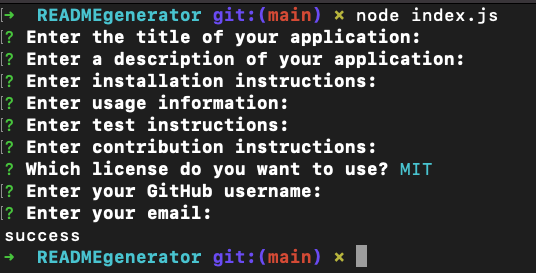 [➜  READMEgenerator git:(main) ✗ node index.js
[? Enter the title of your application:
[? Enter a description of your application:
[? Enter installation instructions:
[? Enter usage information:
[? Enter test instructions:
[? Enter contribution instructions:
? Which license do you want to use? MIT
[? Enter your GitHub username:
[? Enter your email:
success
➜  READMEgenerator git:(main) ✗